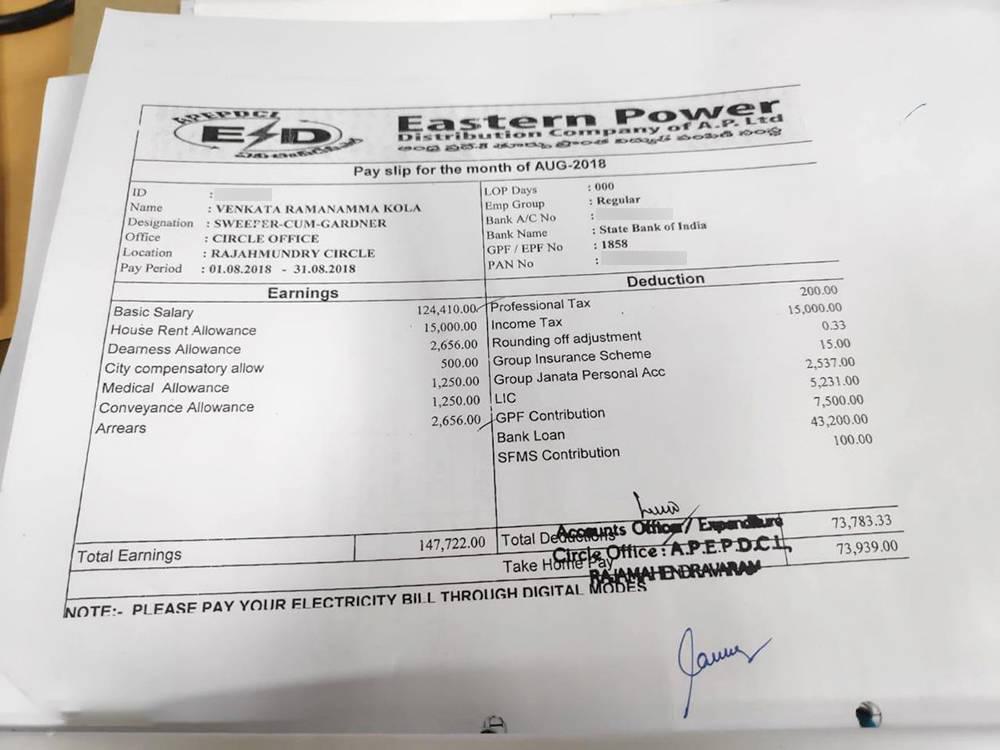 APEPDCL
E D
Eastern Power
Distribution Company of A.P. Ltd
Pay slip for the month of AUG-2018
ID :
Name : VENKATA RAMANAMMA KOLA
Designation : SWEEPER-CUM-GARDNER
Office : CIRCLE OFFICE
Location : RAJAHMUNDRY CIRCLE
Pay Period : 01.08.2018 - 31.08.2018
LOP Days : 000
Emp Group : Regular
Bank A/C No :
Bank Name : State Bank of India
GPF / EPF No : 1858
PAN No :
Earnings
Basic Salary 124,410.00
House Rent Allowance 15,000.00
Dearness Allowance 2,656.00
City compensatory allow 500.00
Medical Allowance 1,250.00
Conveyance Allowance 1,250.00
Arrears 2,656.00
Deduction
Professional Tax 200.00
Income Tax 15,000.00
Rounding off adjustment 0.33
Group Insurance Scheme 15.00
Group Janata Personal Acc 2,537.00
LIC 5,231.00
GPF Contribution 7,500.00
Bank Loan 43,200.00
SFMS Contribution 100.00
Total Earnings 147,722.00
Total Deductions 73,783.33
Take Home Pay 73,939.00
Accounts Officer / Expenditure
Circle Office : A.P.E.P.D.C.L,
RAJAMAHENDRAVARAM
NOTE:- PLEASE PAY YOUR ELECTRICITY BILL THROUGH DIGITAL MODES